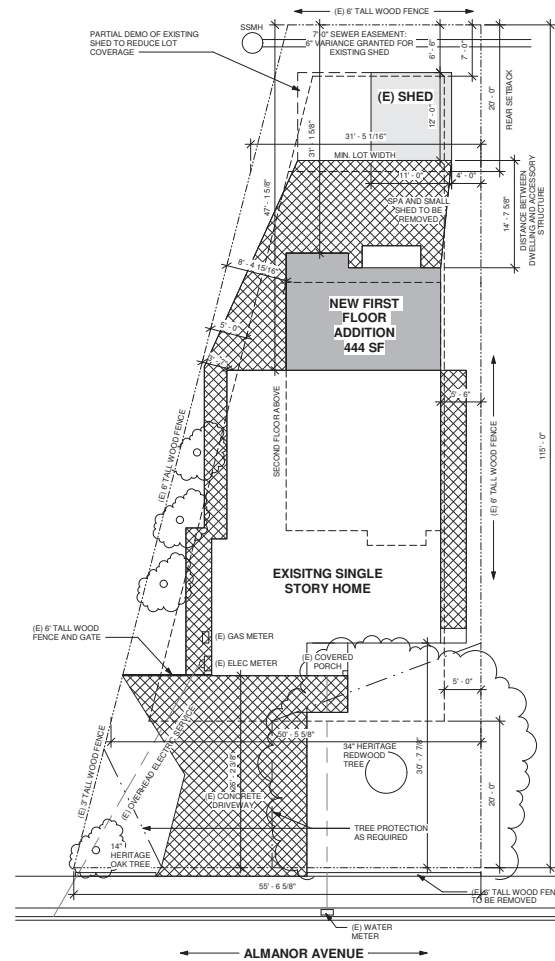 (E) 6' TALL WOOD FENCE
SSMH
PARTIAL DEMO OF EXISTING
SHED TO REDUCE LOT
COVERAGE
7'-0" SEWER EASEMENT:
6" VARIANCE GRANTED FOR
EXISTING SHED
6' - 6"
7' - 0"
20' - 0"
REAR SETBACK
(E) SHED
12' - 0"
31' - 1 5/8"
31' - 5 1/16"
MIN. LOT WIDTH
11' - 0"
4' - 0"
SPA AND SMALL
SHED TO BE
REMOVED
14' - 7 5/8"
DISTANCE BETWEEN
DWELLING AND ACCESSORY
STRUCTURE
47' - 1 5/8"
8' - 4 15/16"
NEW FIRST
FLOOR
ADDITION
444 SF
5' - 0"
SECOND FLOOR ABOVE
5' - 6"
(E) 6' TALL WOOD FENCE
(E) 6' TALL WOOD FENCE
115' - 0"
EXISITNG SINGLE
STORY HOME
(E) 6' TALL WOOD
FENCE AND GATE
(E) GAS METER
(E) ELEC METER
(E) COVERED
PORCH
5' - 0"
(E) 3' TALL WOOD FENCE
(E) OVERHEAD ELECTRIC SERVICE
50' - 5 5/8"
26' - 2 3/8"
34" HERITAGE
REDWOOD
TREE
30' - 7 7/8"
20' - 0"
(E) CONCRETE
DRIVEWAY
TREE PROTECTION
AS REQUIRED
14"
HERITAGE
OAK TREE
55' - 6 5/8"
(E) 6' TALL WOOD FEN
TO BE REMOVED
(E) WATER
METER
ALMANOR AVENUE